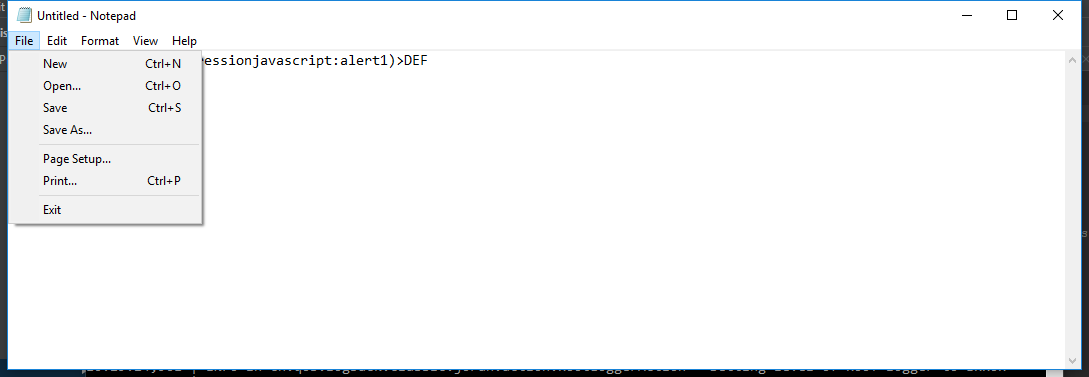 Untitled - Notepad
File Edit Format View Help
essionjavascript:alert1)>DEF
New Ctrl+N
Open... Ctrl+O
Save Ctrl+S
Save As...
Page Setup...
Print... Ctrl+P
Exit